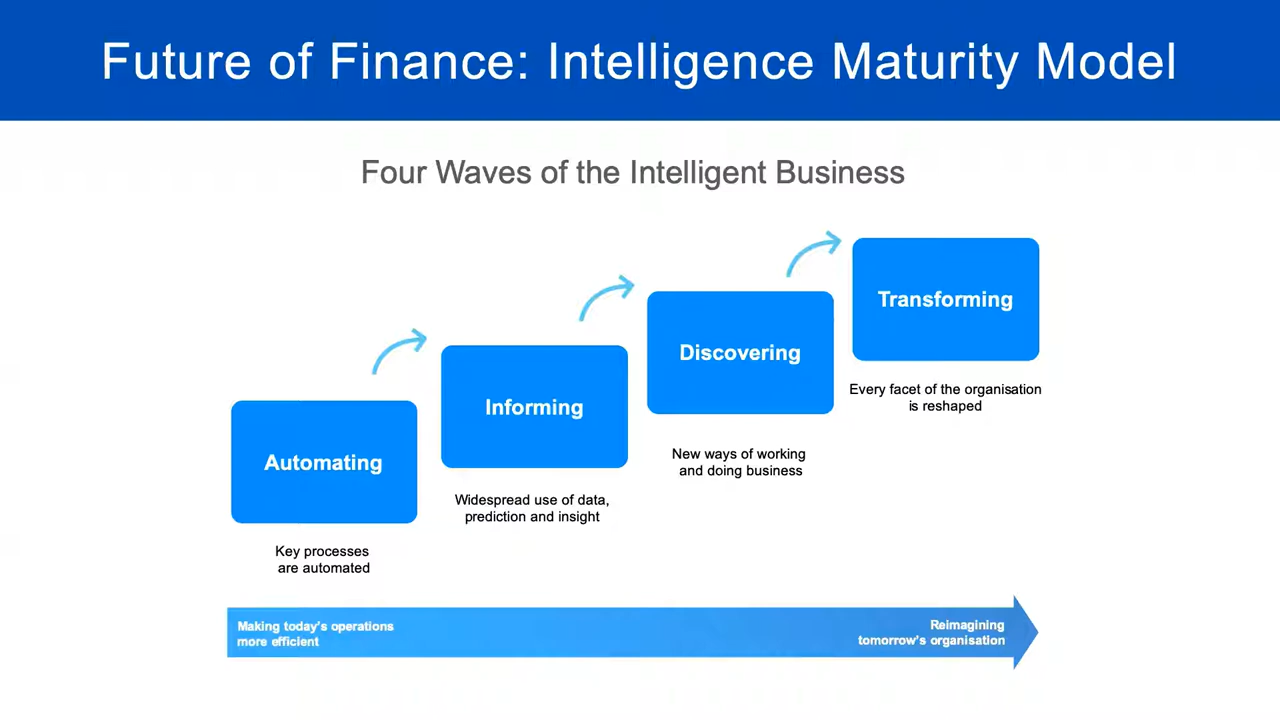 Future of Finance: Intelligence Maturity Model
Four Waves of the Intelligent Business
Automating
Key processes
are automated
Informing
Widespread use of data,
prediction and insight
Discovering
New ways of working
and doing business
Transforming
Every facet of the organisation
is reshaped
Making today's operations
more efficient
Reimagining
tomorrow's organisation